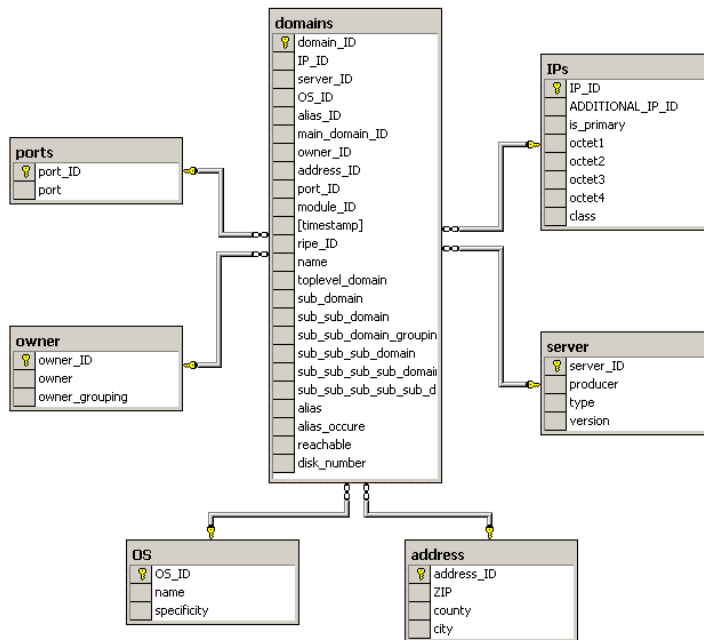 domains
domain_ID
IP_ID
server_ID
OS_ID
alias_ID
main_domain_ID
owner_ID
address_ID
port_ID
module_ID
[timestamp]
ripe_ID
name
toplevel_domain
sub_domain
sub_sub_domain
sub_sub_domain_groupin
sub_sub_sub_domain
sub_sub_sub_sub_domai
sub_sub_sub_sub_sub_d
alias
alias_occure
reachable
disk_number
IPs
IP_ID
ADDITIONAL_IP_ID
is_primary
octet1
octet2
octet3
octet4
class
ports
port_ID
port
owner
owner_ID
owner
owner_grouping
server
server_ID
producer
type
version
OS
OS_ID
name
specificity
address
address_ID
ZIP
county
city